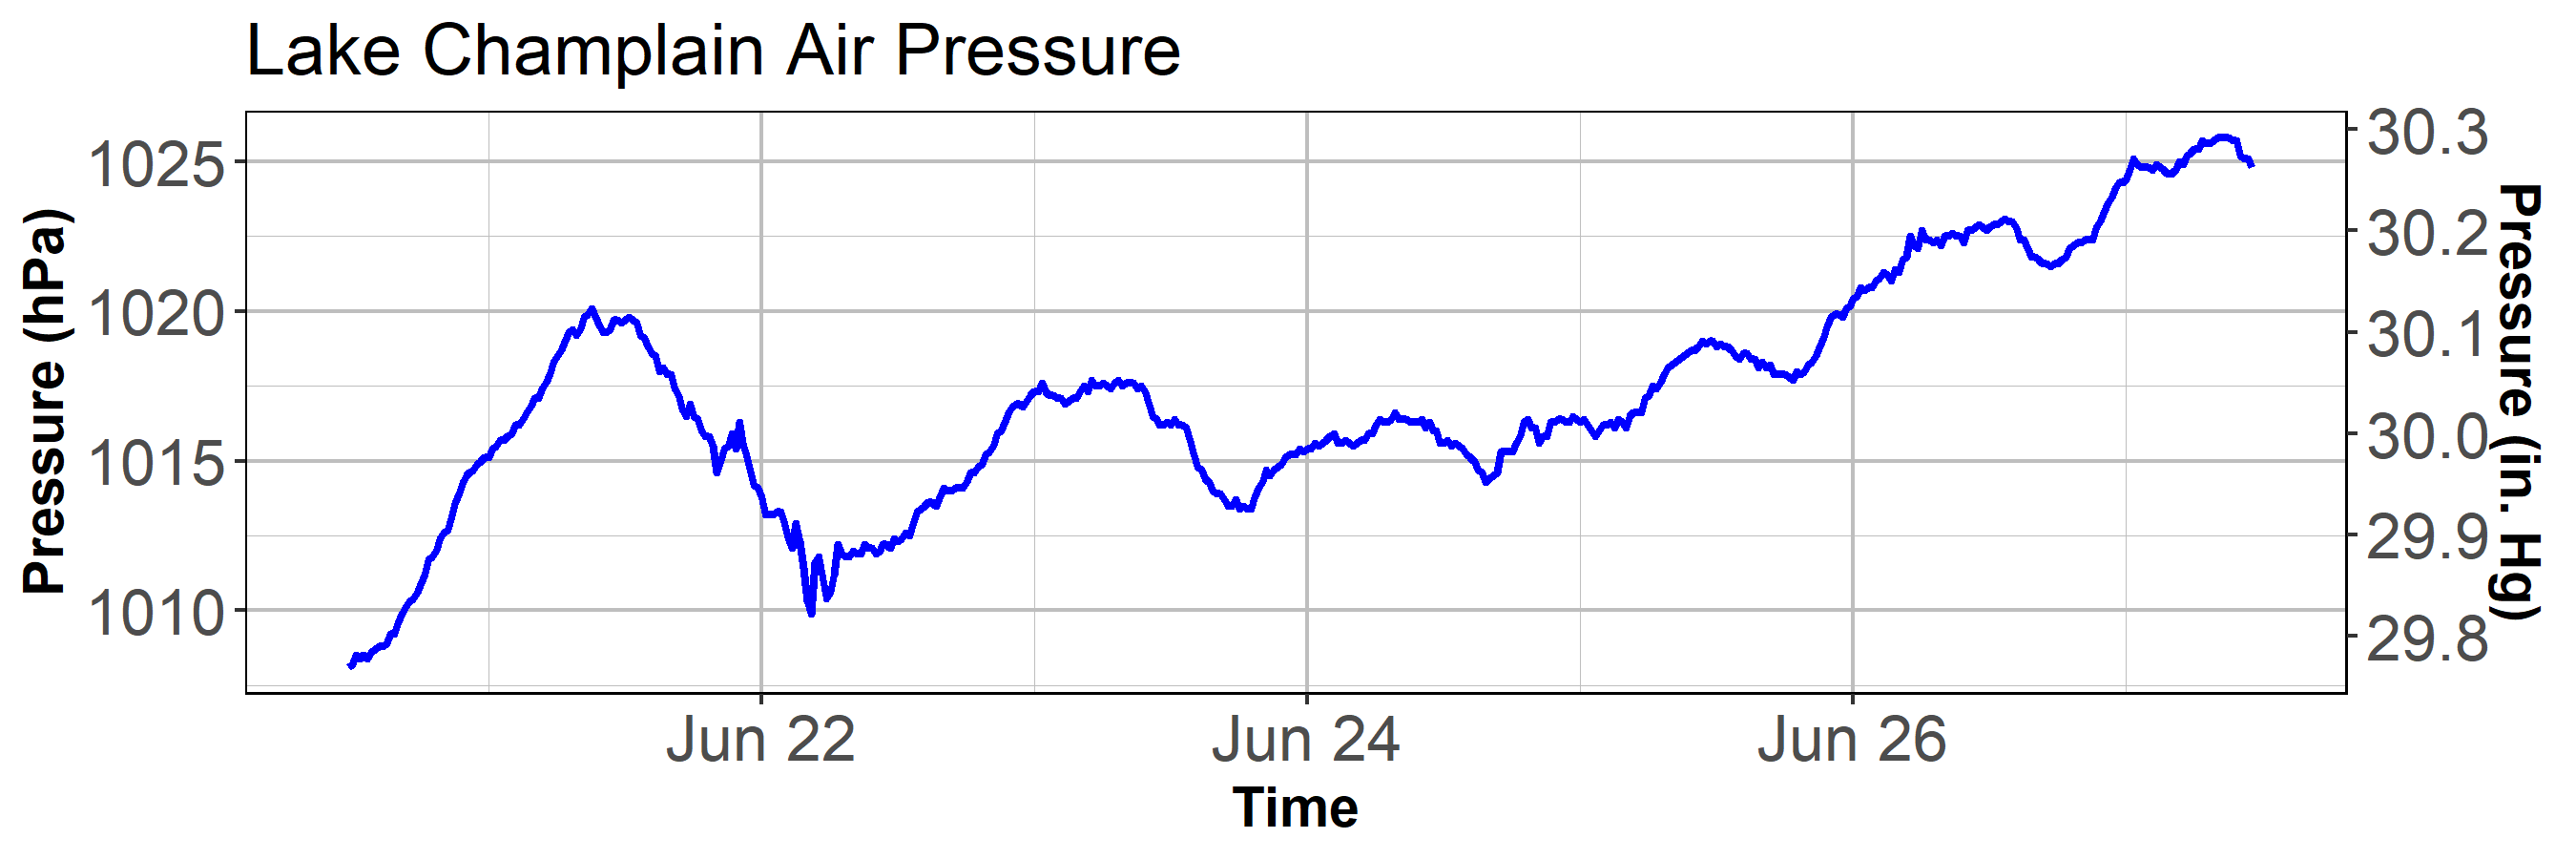 Lake Champlain Air Pressure
Pressure (hPa)
1025
1020
1015
1010
30.3
30.2
30.1
30.0
29.9
29.8
Pressure (in. Hg)
Jun 22
Jun 24
Jun 26
Time